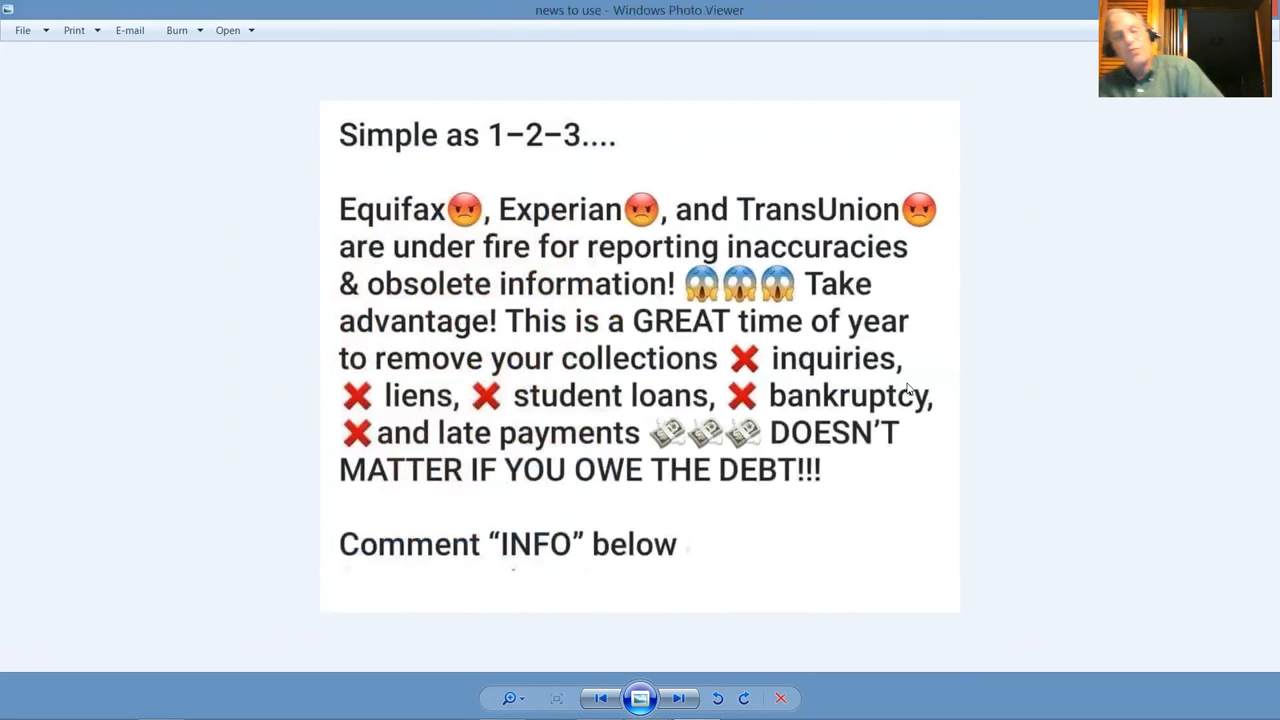 news to use - Windows Photo Viewer
File Print E-mail Burn Open
Simple as 1–2–3....
Equifax😡, Experian😡, and TransUnion😡
are under fire for reporting inaccuracies
& obsolete information! 😱😱😱 Take
advantage! This is a GREAT time of year
to remove your collections ❌ inquiries,
❌ liens, ❌ student loans, ❌ bankruptcy,
❌and late payments 💸💸💸 DOESN’T
MATTER IF YOU OWE THE DEBT!!!
Comment “INFO” below